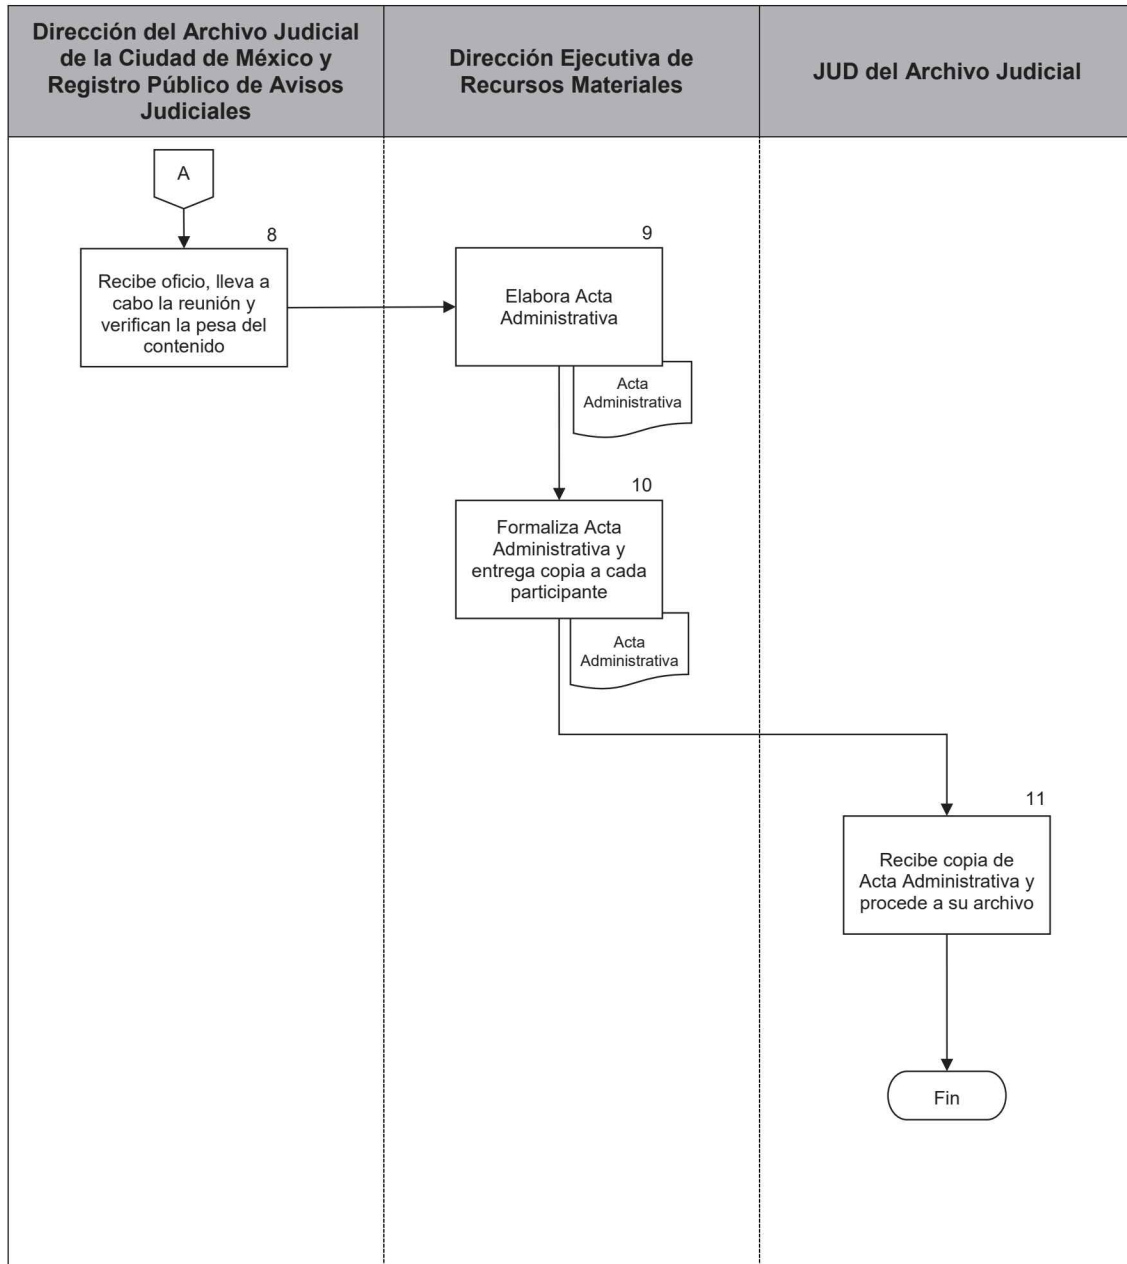 Dirección del Archivo Judicial
de la Ciudad de México y
Registro Público de Avisos
Judiciales
Dirección Ejecutiva de
Recursos Materiales
JUD del Archivo Judicial
A
8
Recibe oficio, lleva a
cabo la reunión y
verifican la pesa del
contenido
9
Elabora Acta
Administrativa
Acta
Administrativa
10
Formaliza Acta
Administrativa y
entrega copia a cada
participante
Acta
Administrativa
11
Recibe copia de
Acta Administrativa y
procede a su archivo
Fin